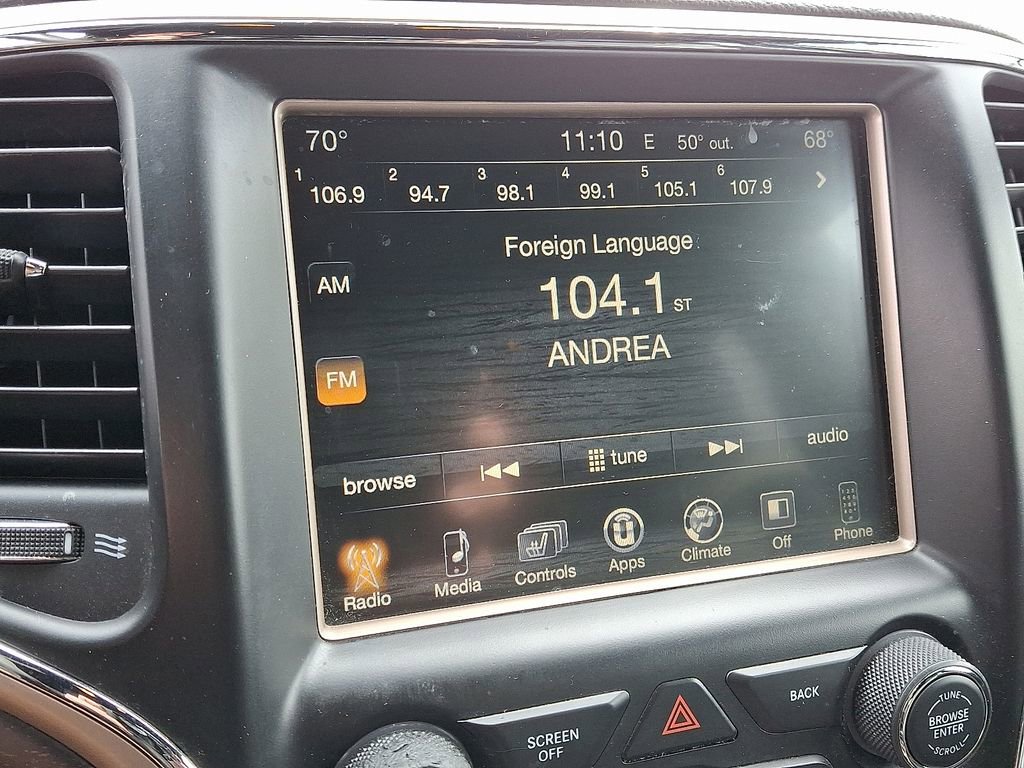 70° 11:10 E 50° out. 68°
1 106.9 2 94.7 3 98.1 4 99.1 5 105.1 6 107.9
Foreign Language
AM
104.1 ST
ANDREA
FM
browse tune audio
Radio Media Controls Apps Climate Off Phone
SCREEN
OFF
BACK
TUNE
BROWSE
ENTER
SCROLL